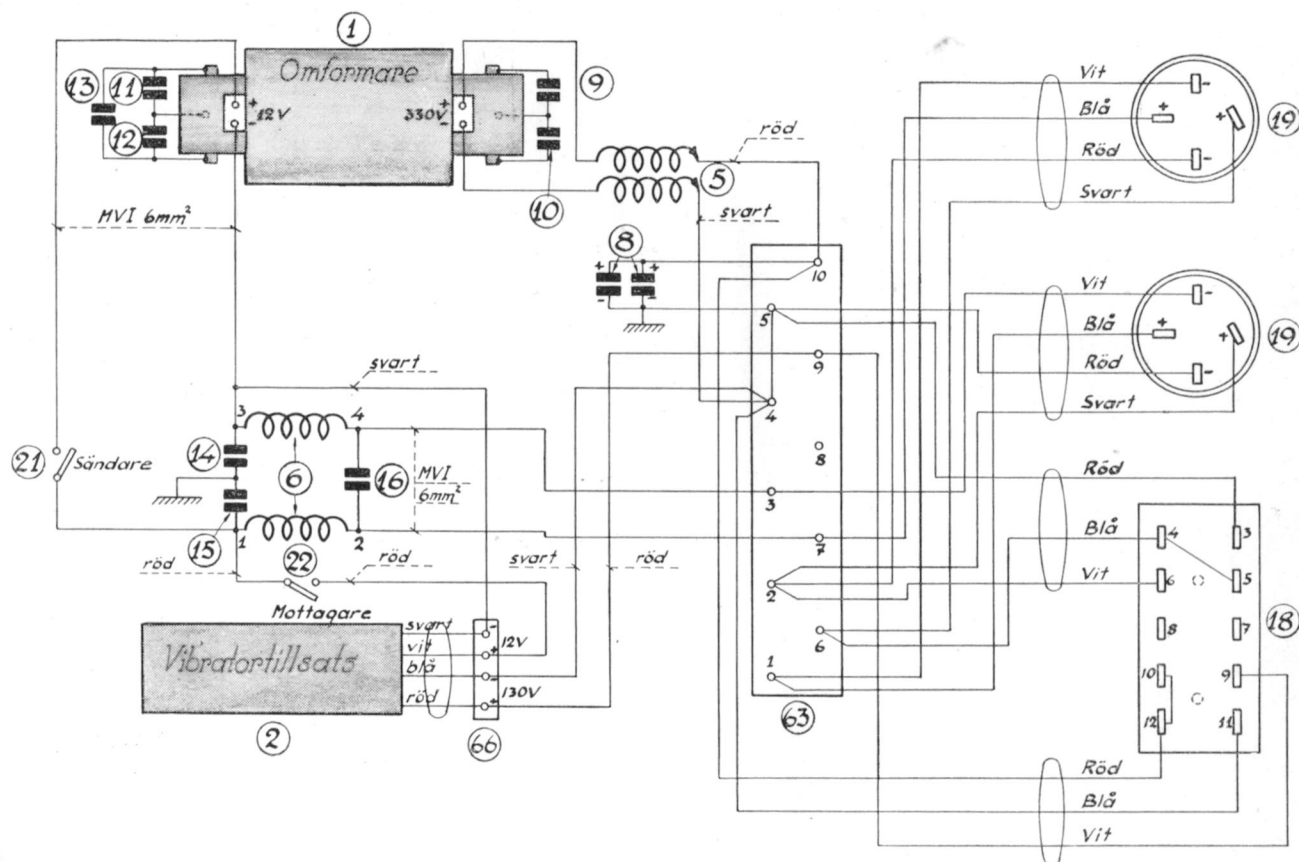 1
Omformare
13
11
12
+
12V
-
+
330V
-
9
10
röd
5
svart
MVI 6mm²
8
+
+
-
-
10
5
9
4
8
3
7
2
6
1
63
svart
3
4
14
6
16
MVI
6mm²
21
Sändare
15
1
2
22
röd
röd
svart
röd
Mottagare
svart
vit
blå
röd
-
12V
+
-
130V
+
Vibratortillsats
2
66
Vit
Blå
Röd
Svart
-
+
+
-
19
Vit
Blå
Röd
Svart
-
+
+
-
19
Röd
Blå
Vit
4
3
6
5
8
7
10
9
12
11
18
Röd
Blå
Vit